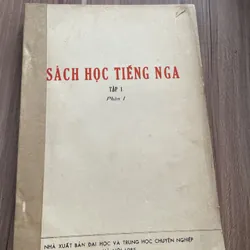 SÁCH HỌC TIẾNG NGA
TẬP I
Phần I
NHÀ XUẤT BẢN ĐẠI HỌC VÀ TRUNG HỌC CHUYÊN NGHIỆP